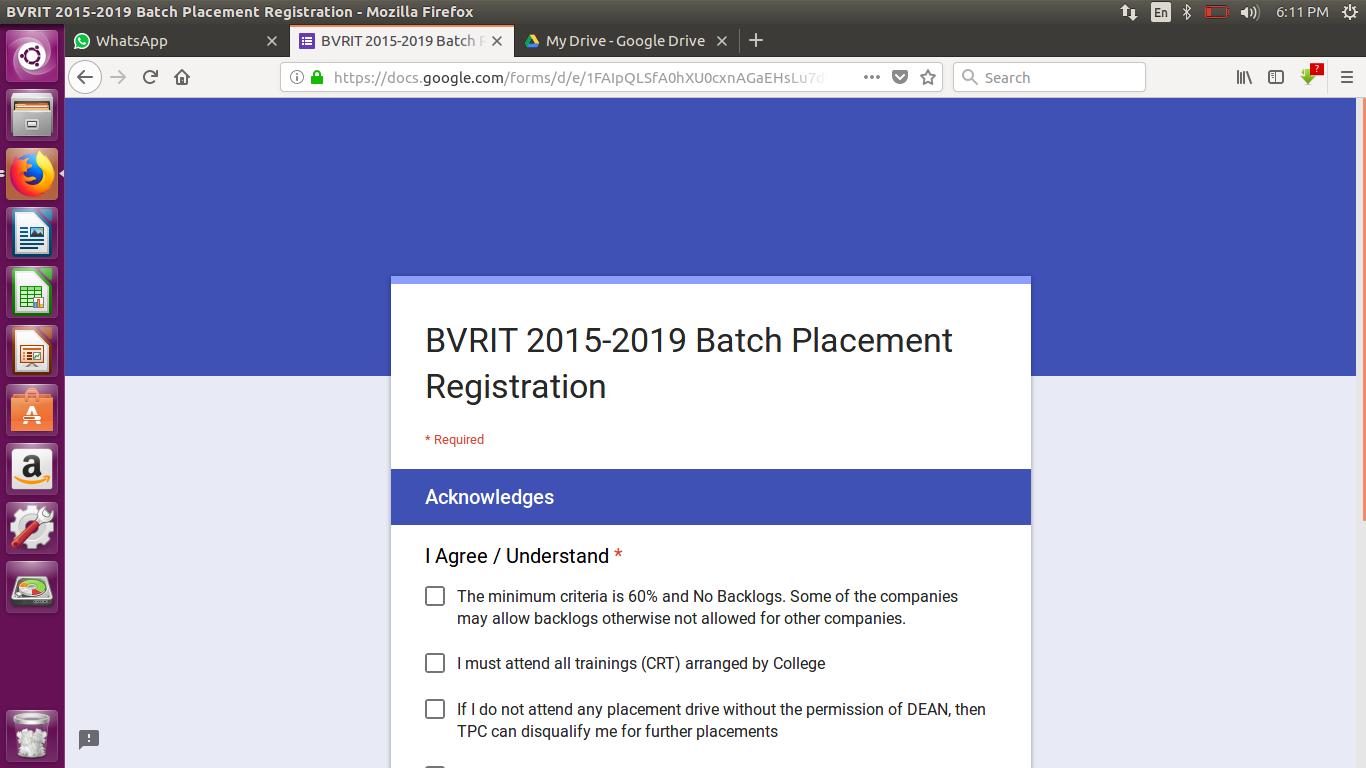 BVRIT 2015-2019 Batch Placement Registration - Mozilla Firefox
En
6:11 PM
WhatsApp
BVRIT 2015-2019 Batch P
My Drive - Google Drive
https://docs.google.com/forms/d/e/1FAIpQLSfA0hXU0cxnAGaEHsLu7d
Search
?
BVRIT 2015-2019 Batch Placement
Registration
* Required
Acknowledges
I Agree / Understand *
The minimum criteria is 60% and No Backlogs. Some of the companies
may allow backlogs otherwise not allowed for other companies.
I must attend all trainings (CRT) arranged by College
If I do not attend any placement drive without the permission of DEAN, then
TPC can disqualify me for further placements